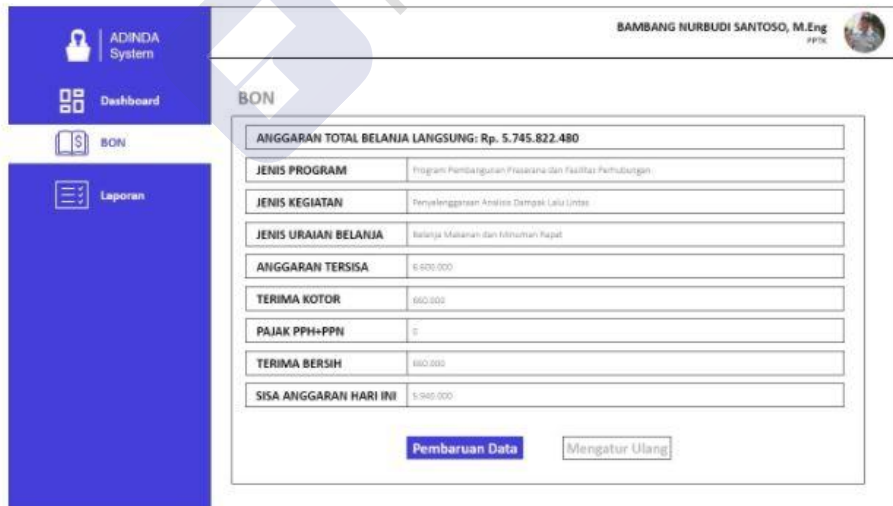 ADINDA
System
BAMBANG NURBUDI SANTOSO, M.Eng
PPTK
Dashboard
BON
Laporan
BON
ANGGARAN TOTAL BELANJA LANGSUNG: Rp. 5.745.822.480
JENIS PROGRAM Program Pembangunan Prasarana dan Fasilitas Perhubungan
JENIS KEGIATAN Penyelenggaraan Analisis Dampak Lalu Lintas
JENIS URAIAN BELANJA Belanja Makanan dan Minuman Rapat
ANGGARAN TERSISA 6.600.000
TERIMA KOTOR 660.000
PAJAK PPH+PPN 0
TERIMA BERSIH 660.000
SISA ANGGARAN HARI INI 5.940.000
Pembaruan Data Mengatur Ulang